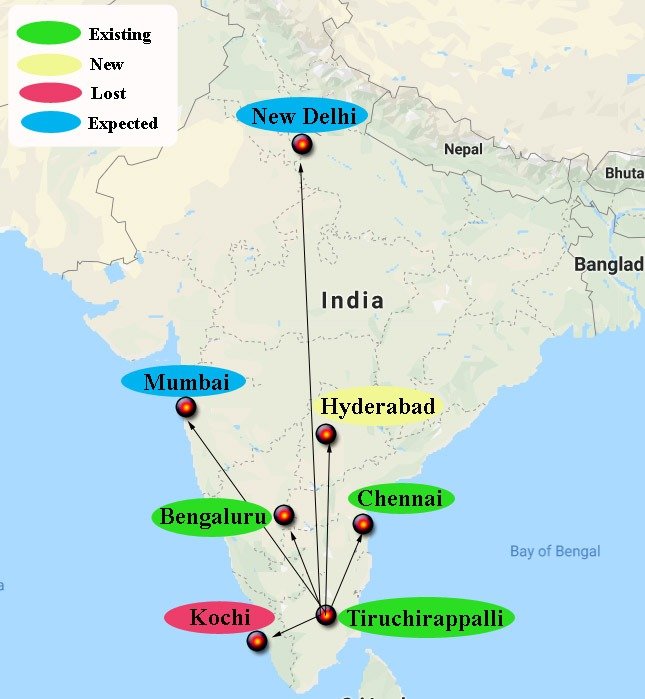 Existing
New
Lost
Expected
New Delhi
Nepal
Bhuta
Banglad
India
Mumbai
Hyderabad
Chennai
Bengaluru
Bay of Bengal
Kochi
Tiruchirappalli
a